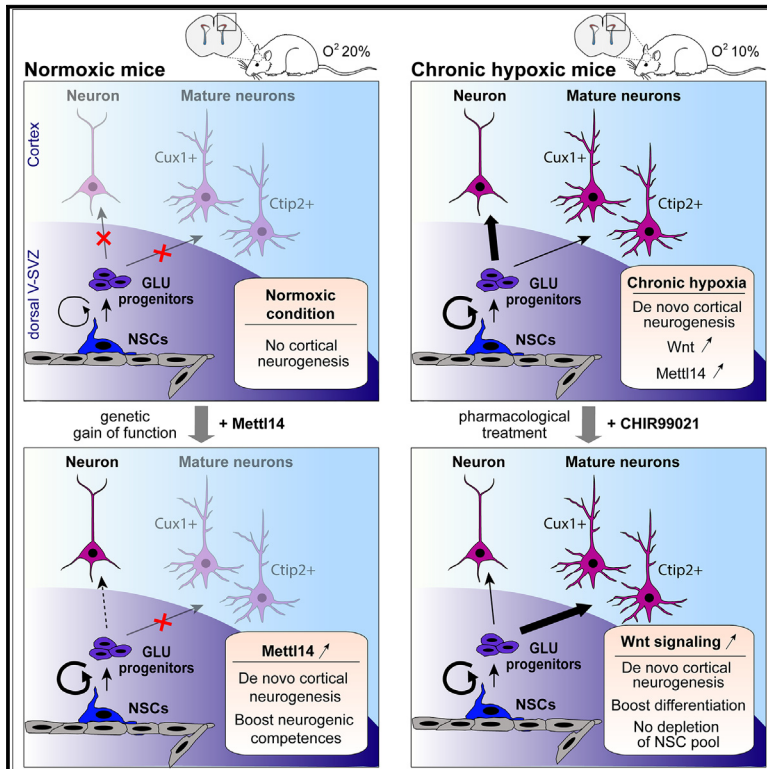 O² 20%
Normoxic mice
Neuron
Mature neurons
Cortex
Cux1+
Ctip2+
dorsal V-SVZ
GLU
progenitors
NSCs
Normoxic
condition
No cortical
neurogenesis
O² 10%
Chronic hypoxic mice
Neuron
Mature neurons
Cux1+
Ctip2+
GLU
progenitors
NSCs
Chronic hypoxia
De novo cortical
neurogenesis
Wnt ↗
Mettl14 ↗
genetic
gain of function
+ Mettl14
pharmacological
treatment
+ CHIR99021
Neuron
Mature neurons
Cux1+
Ctip2+
GLU
progenitors
NSCs
Mettl14 ↗
De novo cortical
neurogenesis
Boost neurogenic
competences
Neuron
Mature neurons
Cux1+
Ctip2+
GLU
progenitors
NSCs
Wnt signaling ↗
De novo cortical
neurogenesis
Boost differentiation
No depletion
of NSC pool